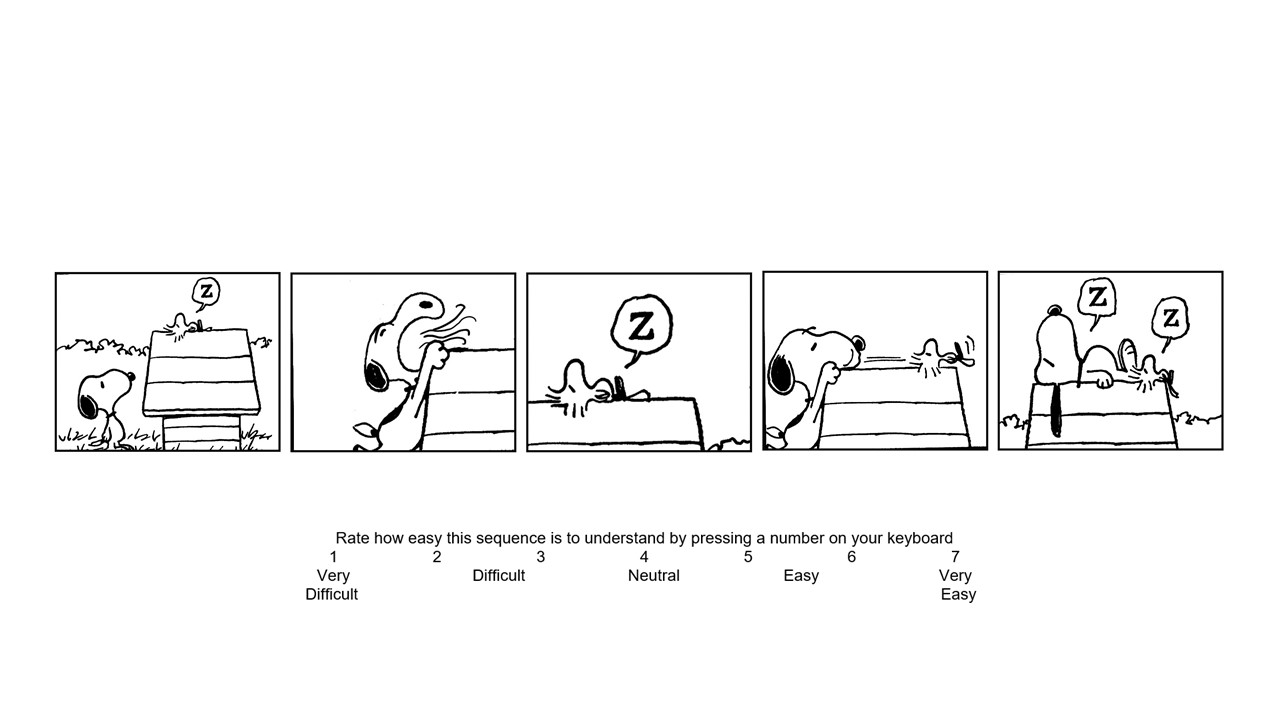 Z
Z
Z
Z
Rate how easy this sequence is to understand by pressing a number on your keyboard
1 2 3 4 5 6 7
Very Difficult Neutral Easy Very
Difficult Easy